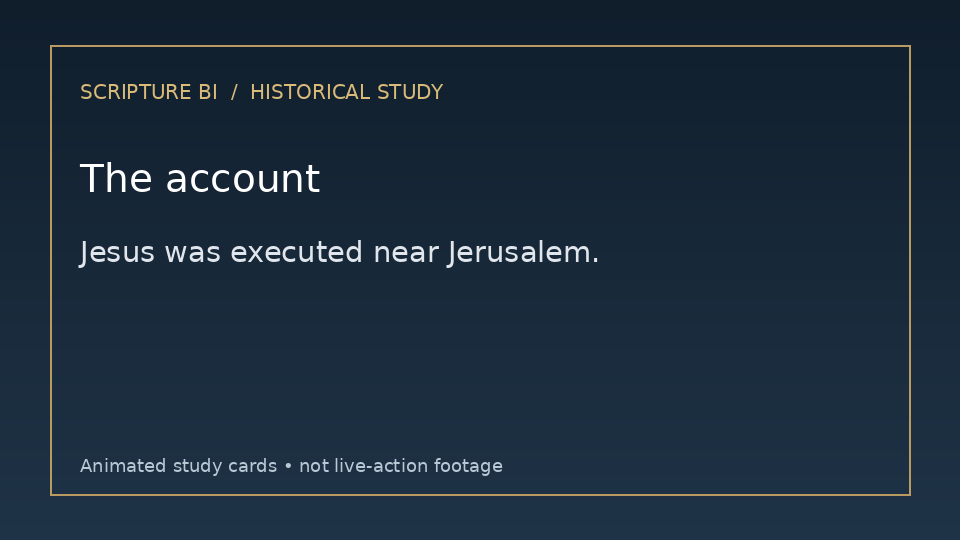 SCRIPTURE BI / HISTORICAL STUDY
The account
Jesus was executed near Jerusalem.
Animated study cards • not live-action footage